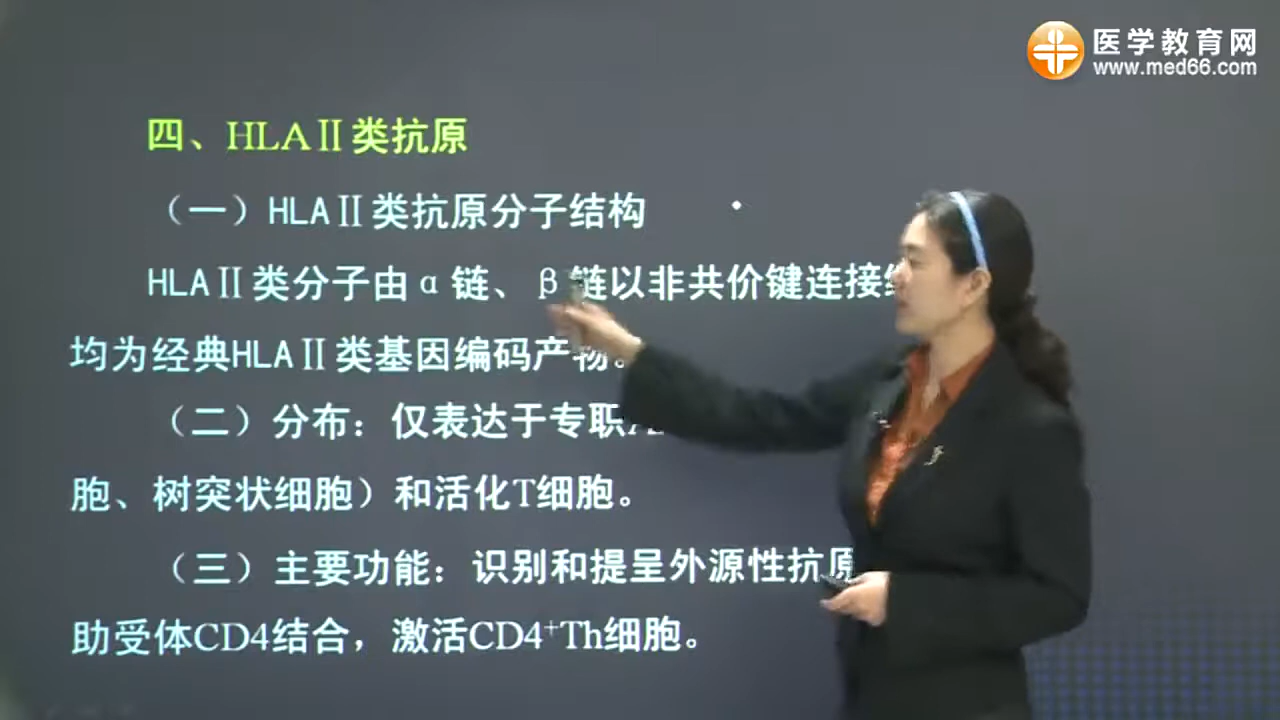 医学教育网
www.med66.com
四、HLAⅡ类抗原
（一）HLAⅡ类抗原分子结构
HLAⅡ类分子由α链、β链以非共价键连接
均为经典HLAⅡ类基因编码产物。
（二）分布：仅表达于专职
胞、树突状细胞）和活化T细胞。
（三）主要功能：识别和提呈外源性抗原
助受体CD4结合，激活CD4⁺Th细胞。